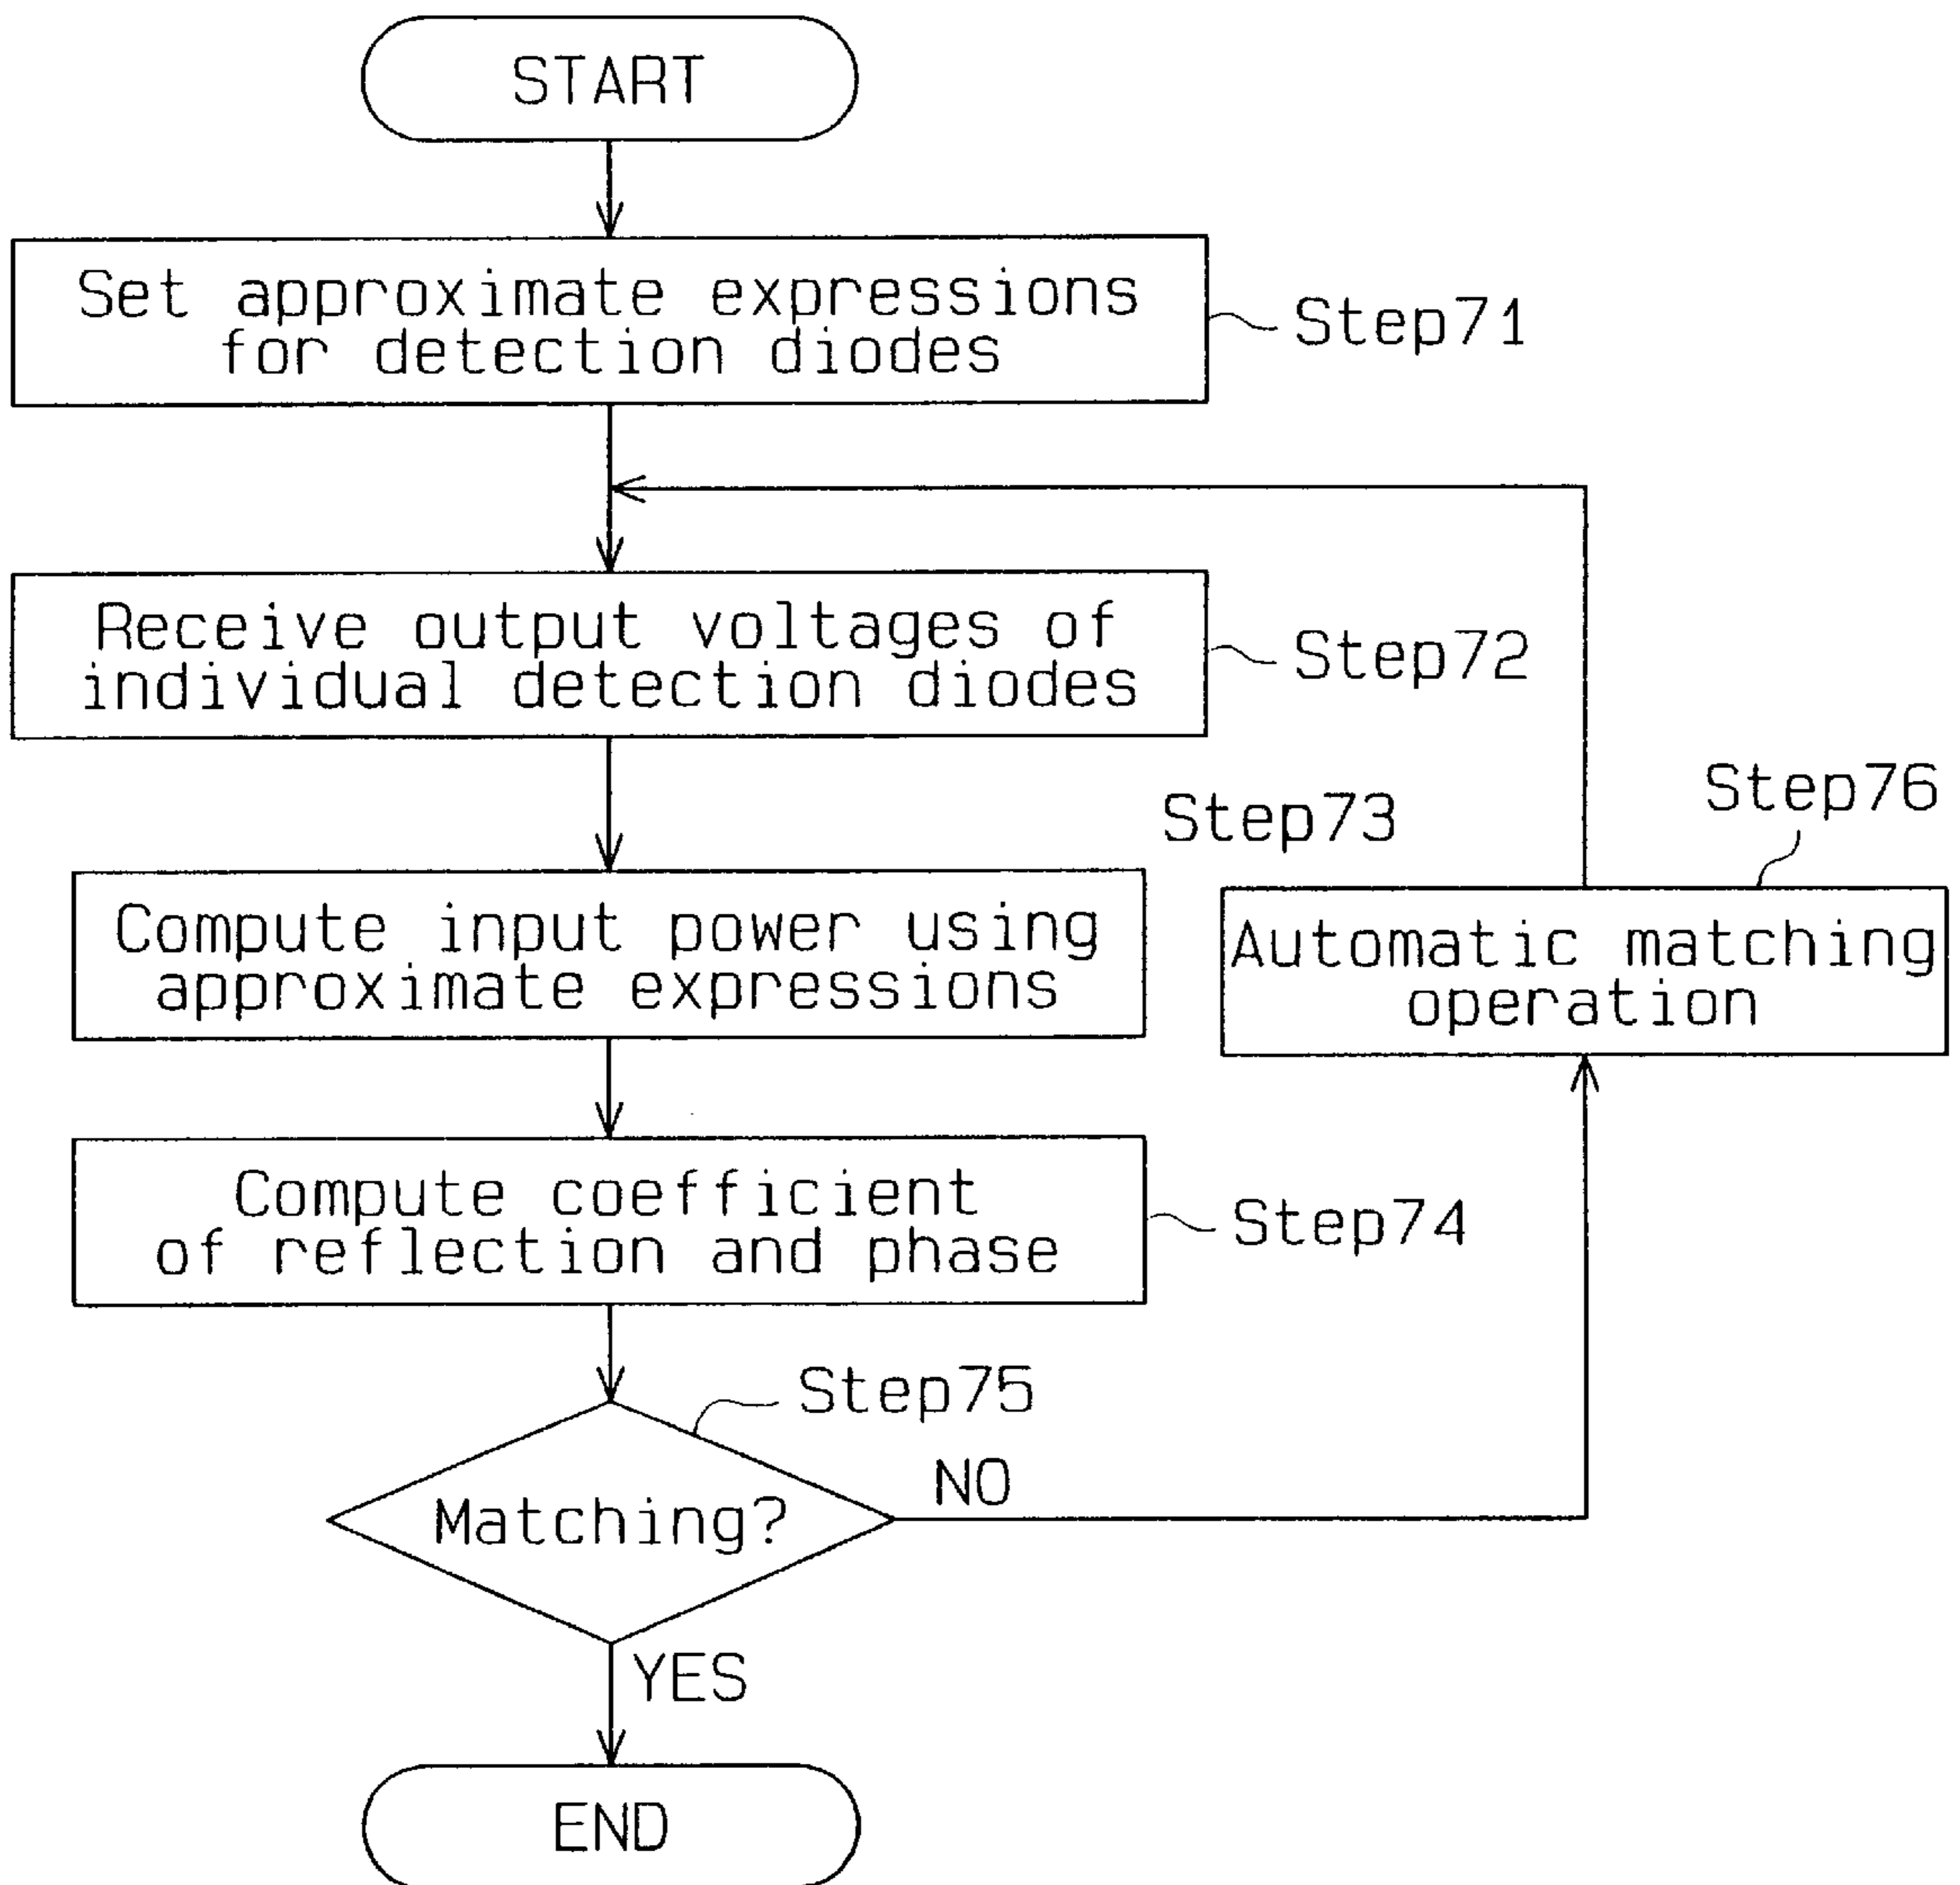 START
Set approximate expressions
for detection diodes
Step71
Receive output voltages of
individual detection diodes
Step72
Step73
Compute input power using
approximate expressions
Step76
Automatic matching
operation
Compute coefficient
of reflection and phase
Step74
Step75
Matching?
NO
YES
END